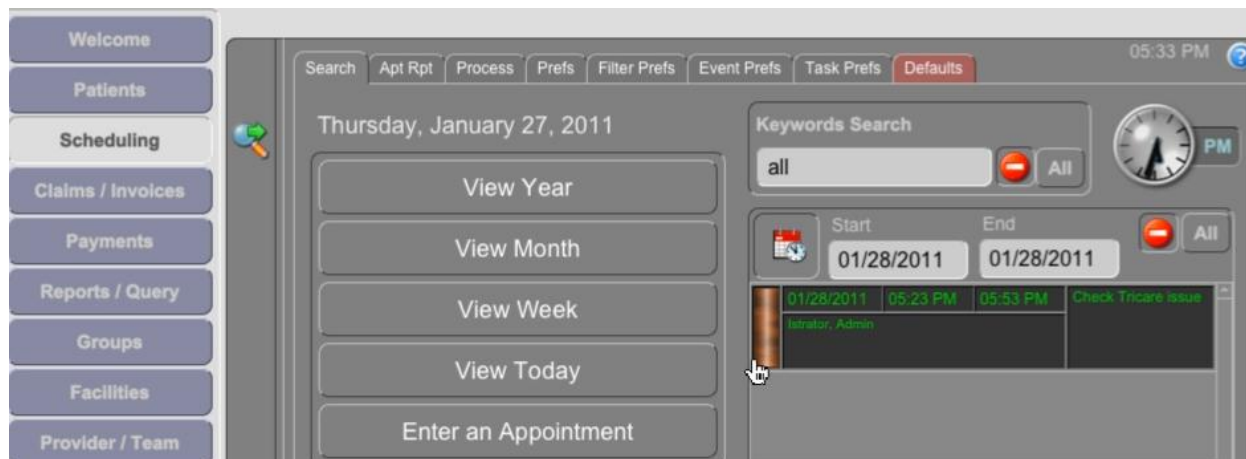 Welcome
Patients
Scheduling
Claims / Invoices
Payments
Reports / Query
Groups
Facilities
Provider / Team
Search Apt Rpt Process Prefs Filter Prefs Event Prefs Task Prefs Defaults
05:33 PM ?
Thursday, January 27, 2011
View Year
View Month
View Week
View Today
Enter an Appointment
Keywords Search
all All
PM
Start End
01/28/2011 01/28/2011 All
01/28/2011 05:23 PM 05:53 PM Check Tricare issue
Istrator, Admin